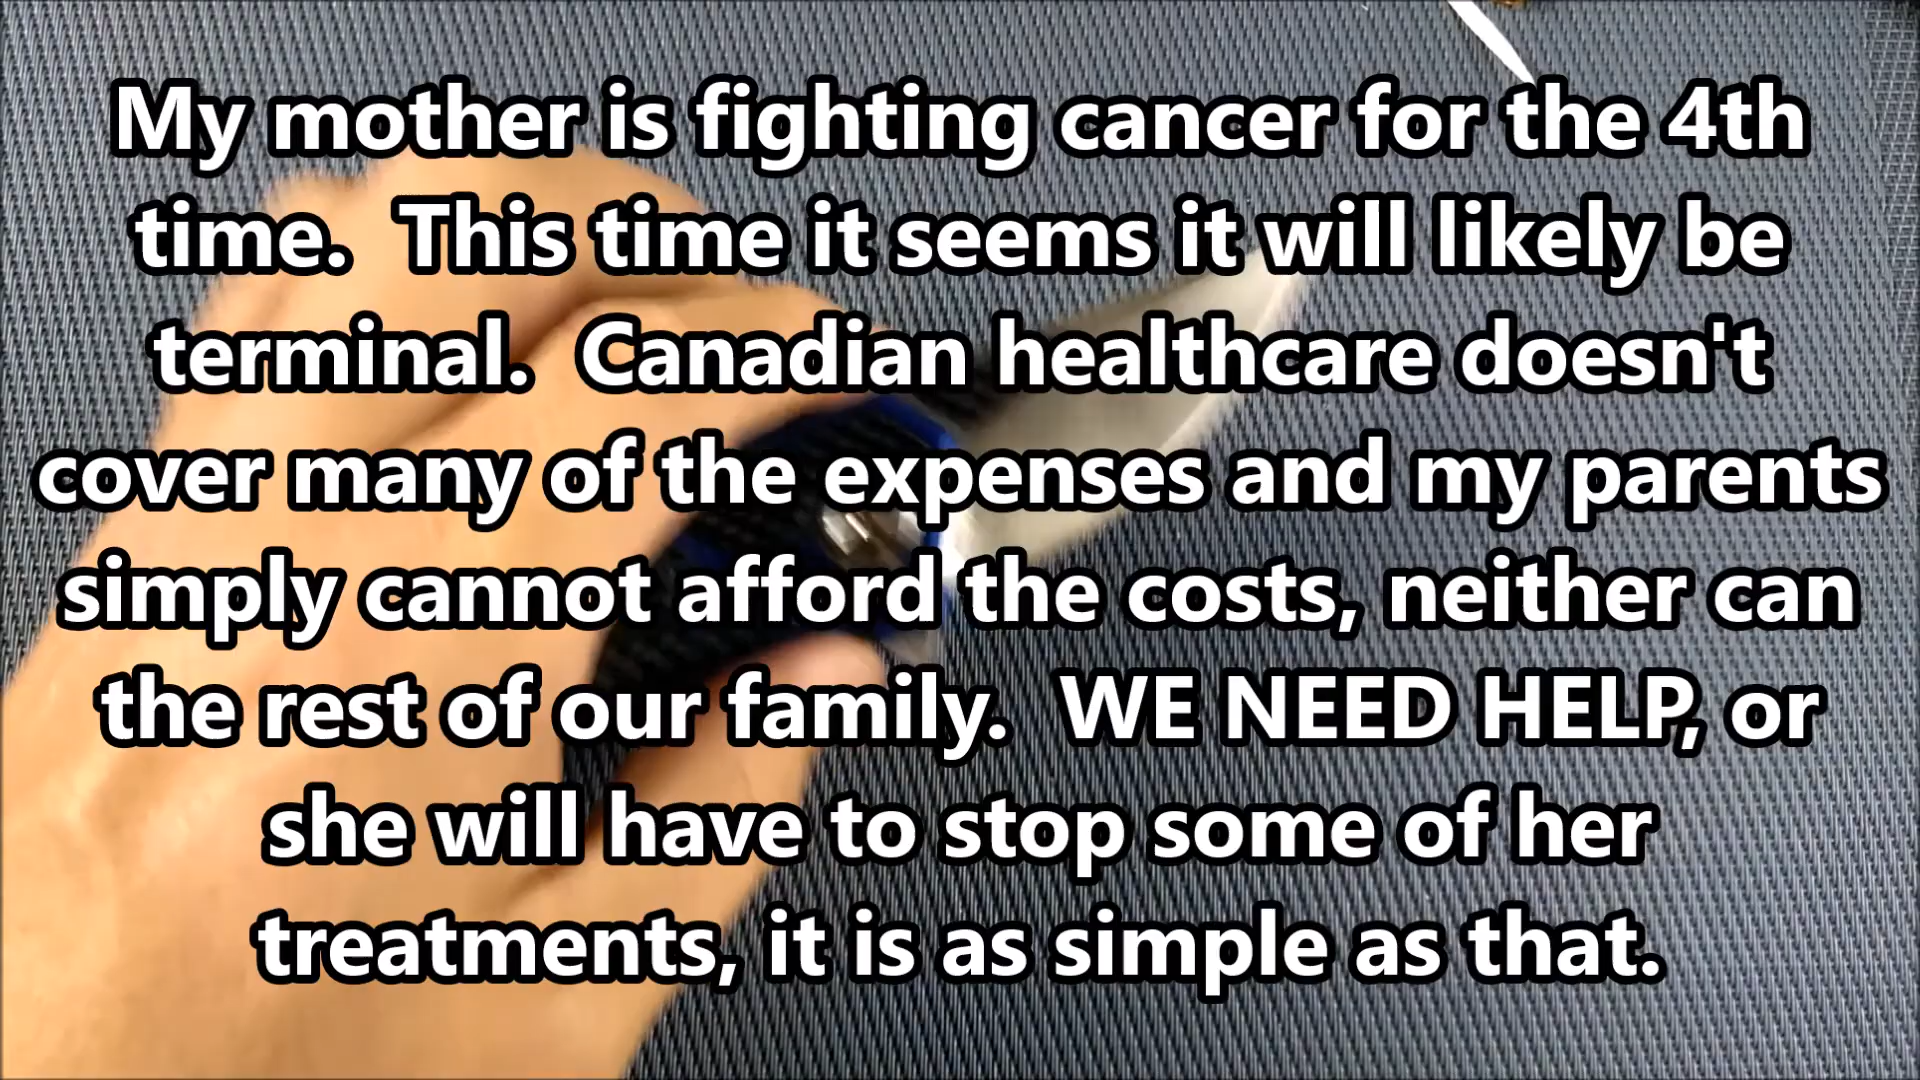 My mother is fighting cancer for the 4th
time.  This time it seems it will likely be
terminal.  Canadian healthcare doesn't
cover many of the expenses and my parents
simply cannot afford the costs, neither can
the rest of our family.  WE NEED HELP, or
she will have to stop some of her
treatments, it is as simple as that.